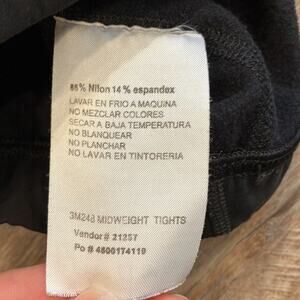 86% Nilon 14% espandex
LAVAR EN FRIO A MAQUINA
NO MEZCLAR COLORES
SECAR A BAJA TEMPERATURA
NO BLANQUEAR
NO PLANCHAR
NO LAVAR EN TINTORERIA
3M248 MIDWEIGHT TIGHTS
Vendor # 21257
Po # 4500174119